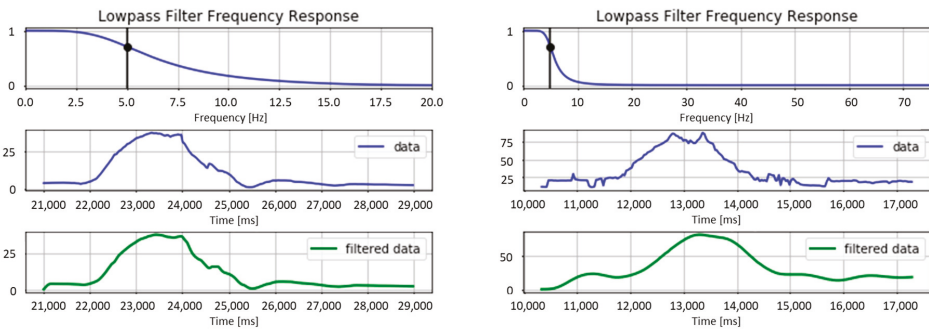 Lowpass Filter Frequency Response
1
0
0.0 2.5 5.0 7.5 10.0 12.5 15.0 17.5 20.0
Frequency [Hz]
data
25
0
21,000 22,000 23,000 24,000 25,000 26,000 27,000 28,000 29,000
Time [ms]
filtered data
25
0
21,000 22,000 23,000 24,000 25,000 26,000 27,000 28,000 29,000
Time [ms]
Lowpass Filter Frequency Response
1
0
0 10 20 30 40 50 60 70
Frequency [Hz]
data
75
50
25
10,000 11,000 12,000 13,000 14,000 15,000 16,000 17,000
Time [ms]
filtered data
50
0
10,000 11,000 12,000 13,000 14,000 15,000 16,000 17,000
Time [ms]